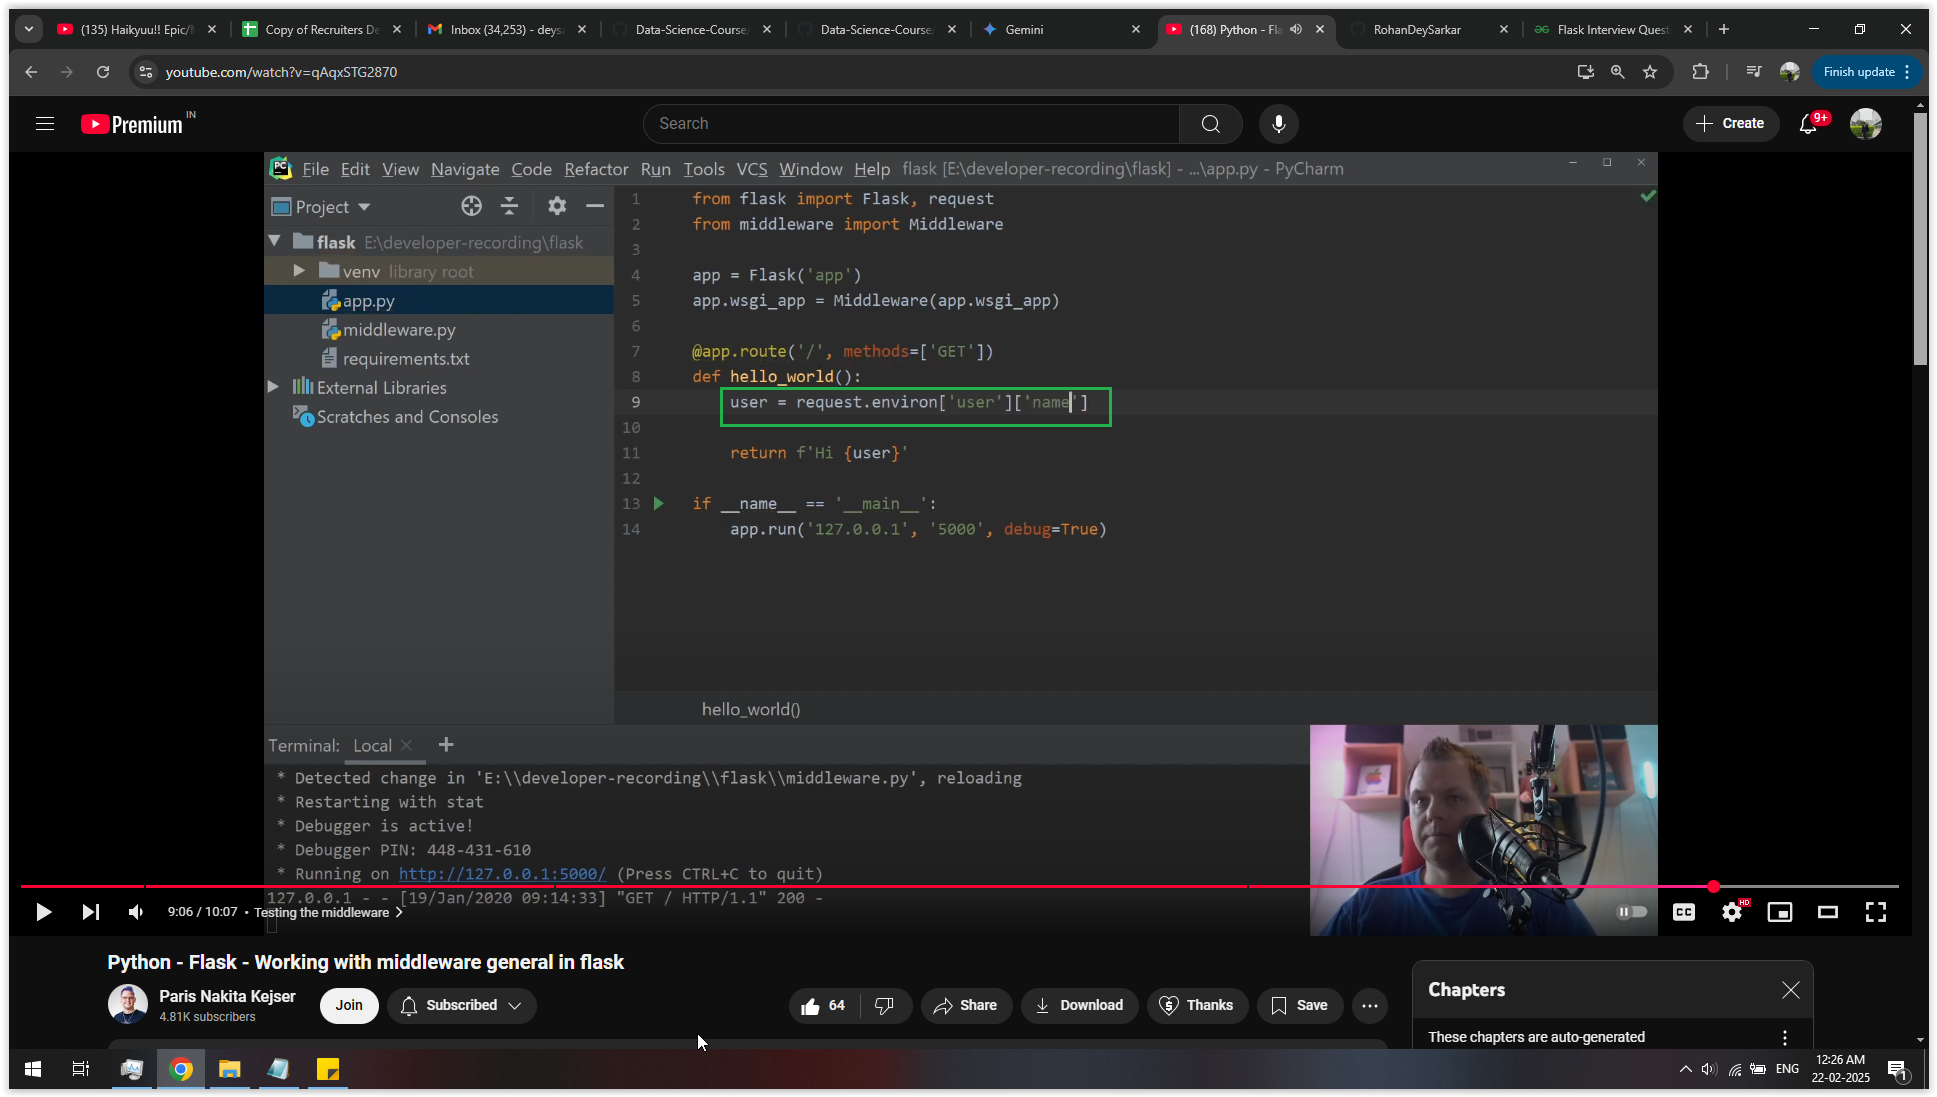 (135) Haikyuu!! Epic/
Copy of Recruiters De
Inbox (34,253) - deys
Data-Science-Course
Data-Science-Course
Gemini
(168) Python - Fla
RohanDeySarkar
Flask Interview Quest
youtube.com/watch?v=qAqxSTG2870
Finish update
Premium IN
Search
Create
9+
PC File Edit View Navigate Code Refactor Run Tools VCS Window Help flask [E:\developer-recording\flask] - ...\app.py - PyCharm
Project
flask E:\developer-recording\flask
venv library root
app.py
middleware.py
requirements.txt
External Libraries
Scratches and Consoles
1 from flask import Flask, request
2 from middleware import Middleware
3
4 app = Flask('app')
5 app.wsgi_app = Middleware(app.wsgi_app)
6
7 @app.route('/', methods=['GET'])
8 def hello_world():
9 user = request.environ['user']['name']
10
11 return f'Hi {user}'
12
13 if __name__ == '__main__':
14 app.run('127.0.0.1', '5000', debug=True)
hello_world()
Terminal: Local
* Detected change in 'E:\\developer-recording\\flask\\middleware.py', reloading
* Restarting with stat
* Debugger is active!
* Debugger PIN: 448-431-610
* Running on http://127.0.0.1:5000/ (Press CTRL+C to quit)
127.0.0.1 - - [19/Jan/2020 09:14:33] "GET / HTTP/1.1" 200 -
9:06 / 10:07 • Testing the middleware
CC
HD
Python - Flask - Working with middleware general in flask
Paris Nakita Kejser
4.81K subscribers
Join
Subscribed
64
Share
Download
Thanks
Save
Chapters
These chapters are auto-generated
ENG
12:26 AM
22-02-2025
1